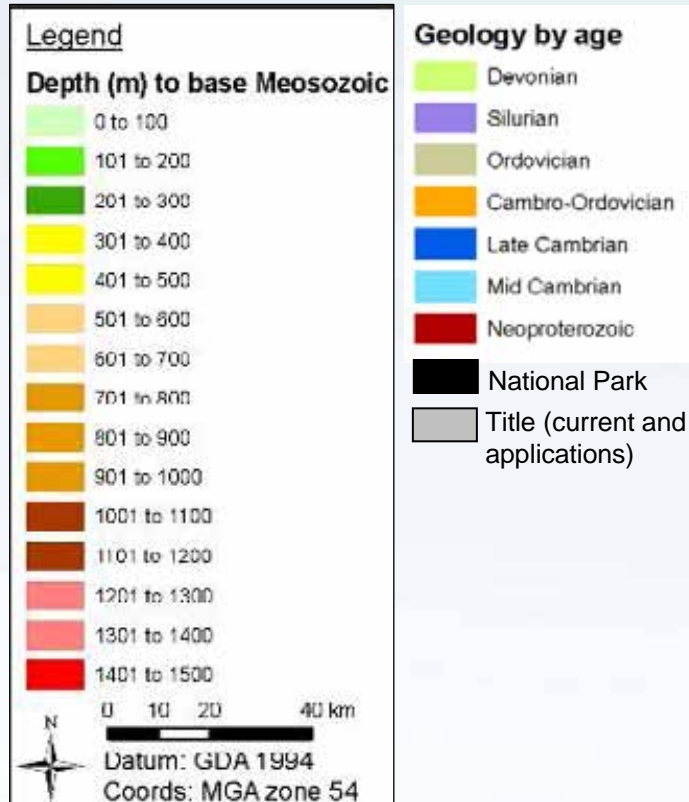 Legend
Depth (m) to base Meosozoic
0 to 100
101 to 200
201 to 300
301 to 400
401 to 500
501 to 600
601 to 700
701 to 800
801 to 900
901 to 1000
1001 to 1100
1101 to 1200
1201 to 1300
1301 to 1400
1401 to 1500
N
0 10 20 40 km
Datum: GDA 1994
Coords: MGA zone 54
Geology by age
Devonian
Silurian
Ordovician
Cambro-Ordovician
Late Cambrian
Mid Cambrian
Neoproterozoic
National Park
Title (current and
applications)